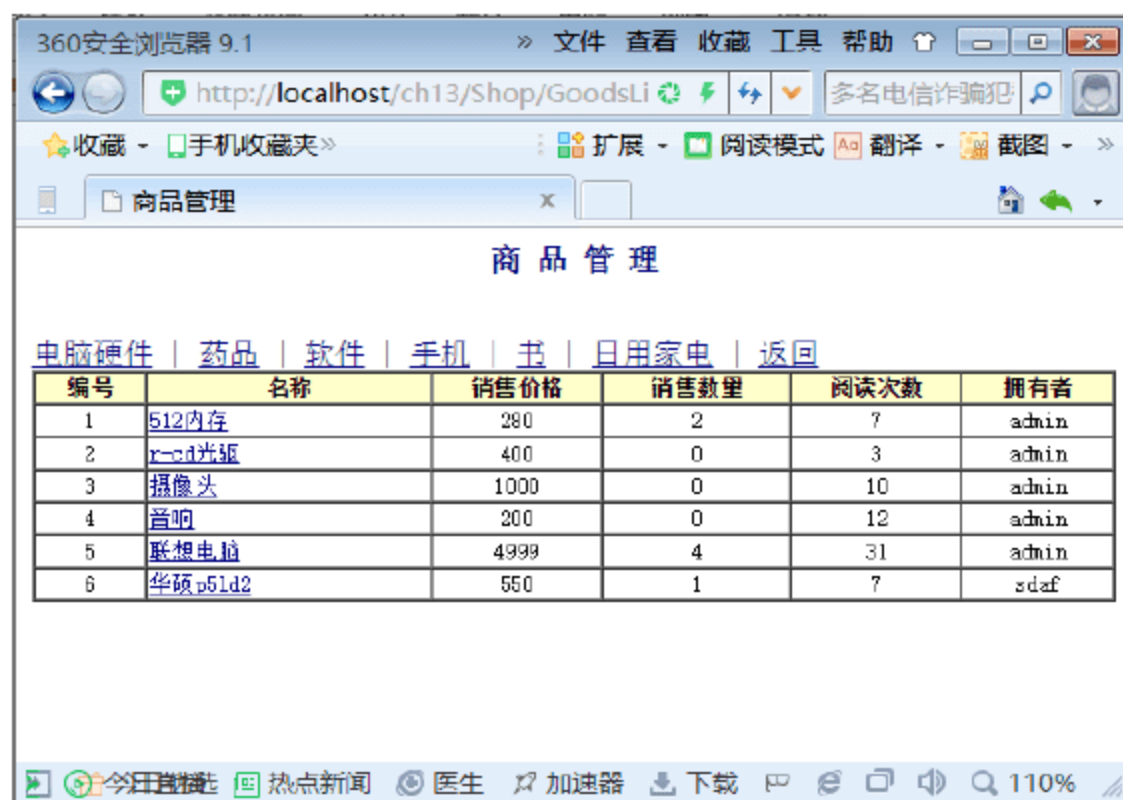 360安全浏览器 9.1 » 文件 查看 收藏 工具 帮助
http://localhost/ch13/Shop/GoodsLi 多名电信诈骗犯
收藏 手机收藏夹» 扩展 阅读模式 Aa 翻译 截图 »
商品管理 x
商 品 管 理
电脑硬件 | 药品 | 软件 | 手机 | 书 | 日用家电 | 返回
编号 名称 销售价格 销售数量 阅读次数 拥有者
1 512内存 280 2 7 admin
2 r-cd光驱 400 0 3 admin
3 摄像头 1000 0 10 admin
4 音响 200 0 12 admin
5 联想电脑 4999 4 31 admin
6 华硕p5ld2 550 1 7 sdaf
热点新闻 医生 加速器 下载 110%